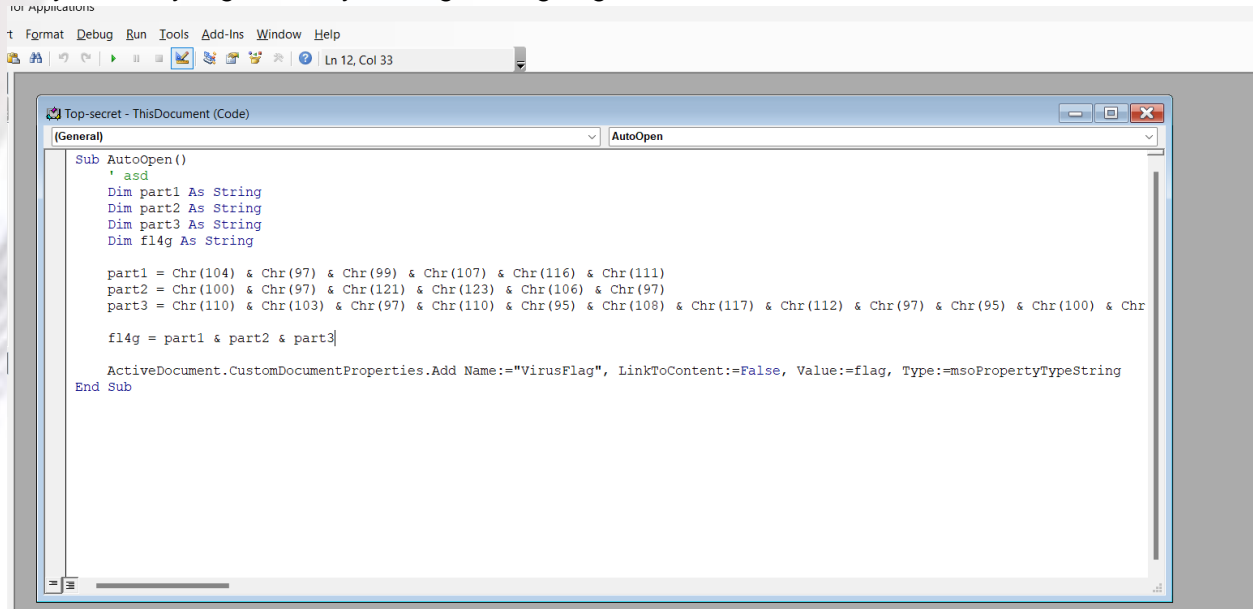 for Applications
t Format Debug Run Tools Add-Ins Window Help
Ln 12, Col 33
Top-secret - ThisDocument (Code)
(General) AutoOpen
Sub AutoOpen()
' asd
Dim part1 As String
Dim part2 As String
Dim part3 As String
Dim fl4g As String
part1 = Chr(104) & Chr(97) & Chr(99) & Chr(107) & Chr(116) & Chr(111)
part2 = Chr(100) & Chr(97) & Chr(121) & Chr(123) & Chr(106) & Chr(97)
part3 = Chr(110) & Chr(103) & Chr(97) & Chr(110) & Chr(95) & Chr(108) & Chr(117) & Chr(112) & Chr(97) & Chr(95) & Chr(100) & Chr
fl4g = part1 & part2 & part3
ActiveDocument.CustomDocumentProperties.Add Name:="VirusFlag", LinkToContent:=False, Value:=flag, Type:=msoPropertyTypeString
End Sub